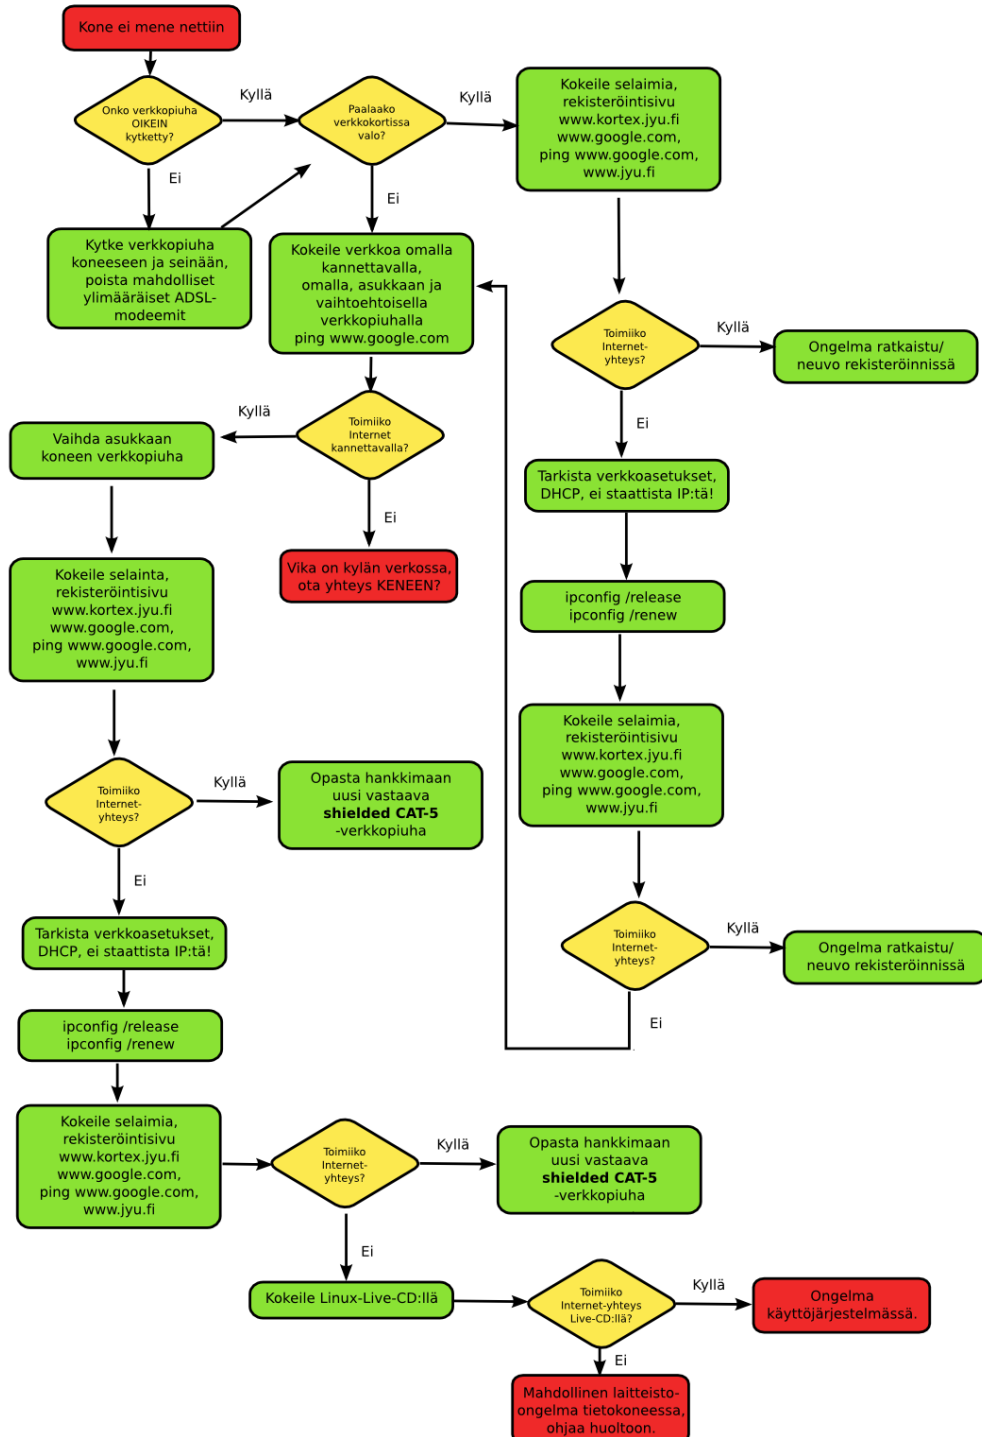 Kone ei mene nettiin
Onko verkkopiuha
OIKEIN
kytketty?
Kyllä
Paalaako
verkkokortissa
valo?
Kyllä
Kokeile selaimia,
rekisteröintisivu
www.kortex.jyu.fi
www.google.com,
ping www.google.com,
www.jyu.fi
Ei
Ei
Kytke verkkopiuha
koneeseen ja seinään,
poista mahdolliset
ylimääräiset ADSL-
modeemit
Kokeile verkkoa omalla
kannettavalla,
omalla, asukkaan ja
vaihtoehtoisella
verkkopiuhalla
ping www.google.com
Toimiiko
Internet-
yhteys?
Kyllä
Ongelma ratkaistu/
neuvo rekisteröinnissä
Ei
Toimiiko
Internet
kannettavalla?
Kyllä
Vaihda asukkaan
koneen verkkopiuha
Ei
Vika on kylän verkossa,
ota yhteys KENEEN?
Tarkista verkkoasetukset,
DHCP, ei staattista IP:tä!
ipconfig /release
ipconfig /renew
Kokeile selainta,
rekisteröintisivu
www.kortex.jyu.fi
www.google.com,
ping www.google.com,
www.jyu.fi
Kokeile selaimia,
rekisteröintisivu
www.kortex.jyu.fi
www.google.com,
ping www.google.com,
www.jyu.fi
Toimiiko
Internet-
yhteys?
Kyllä
Opasta hankkimaan
uusi vastaava
shielded CAT-5
-verkkopiuha
Ei
Toimiiko
Internet-
yhteys?
Kyllä
Ongelma ratkaistu/
neuvo rekisteröinnissä
Ei
Tarkista verkkoasetukset,
DHCP, ei staattista IP:tä!
ipconfig /release
ipconfig /renew
Kokeile selaimia,
rekisteröintisivu
www.kortex.jyu.fi
www.google.com,
ping www.google.com,
www.jyu.fi
Toimiiko
Internet-
yhteys?
Kyllä
Opasta hankkimaan
uusi vastaava
shielded CAT-5
-verkkopiuha
Ei
Kokeile Linux-Live-CD:llä
Toimiiko
Internet-yhteys
Live-CD:llä?
Kyllä
Ongelma
käyttöjärjestelmässä.
Ei
Mahdollinen laitteisto-
ongelma tietokoneessa,
ohjaa huoltoon.